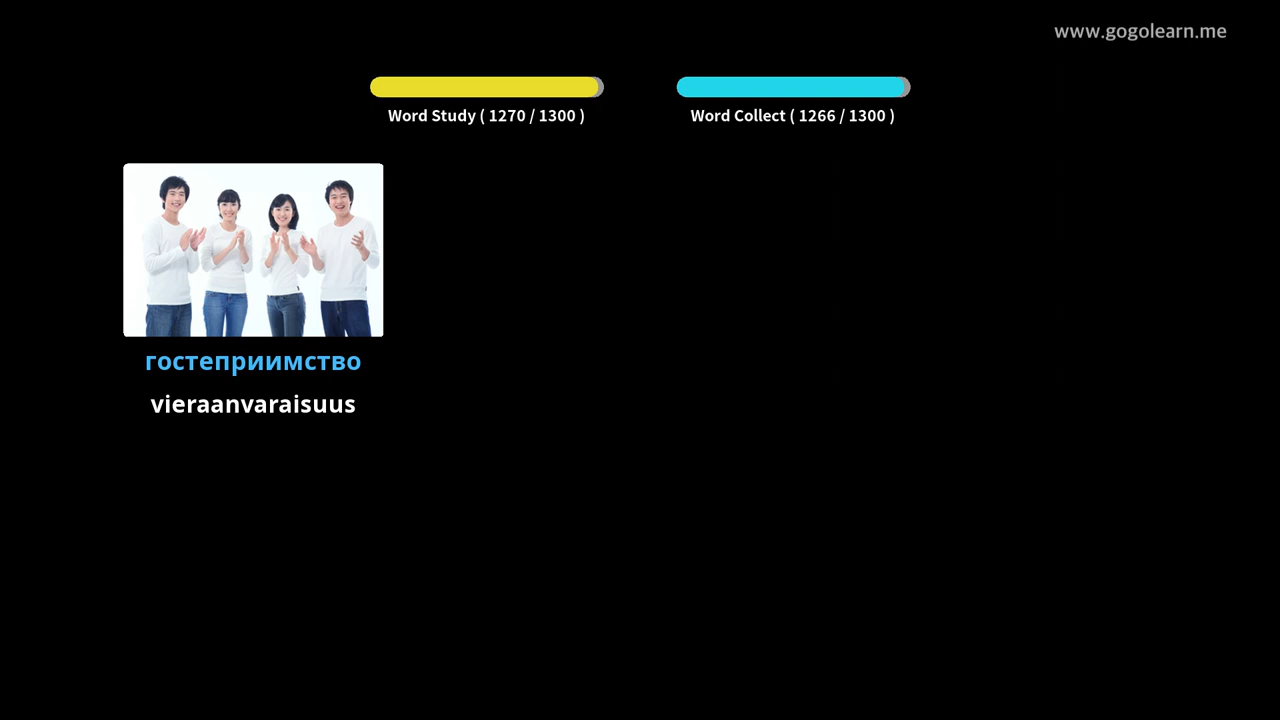 www.gogolearn.me
Word Study ( 1270 / 1300 )
Word Collect ( 1266 / 1300 )
гостеприимство
vieraanvaraisuus